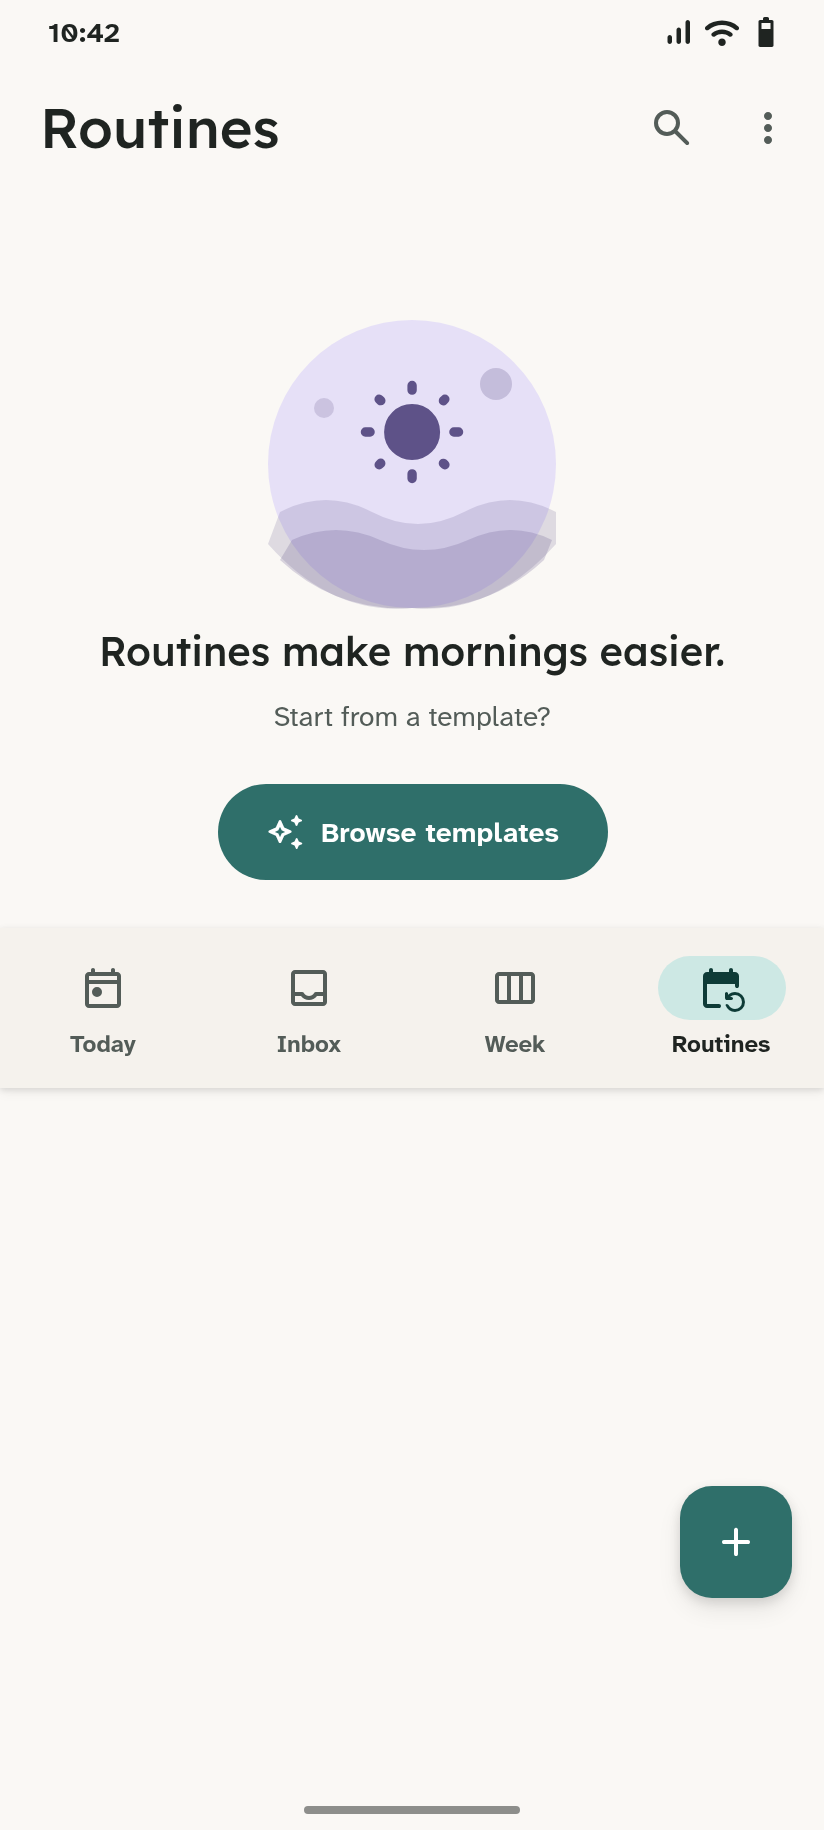 10:42
Routines
Routines make mornings easier.
Start from a template?
Browse templates
Today
Inbox
Week
Routines